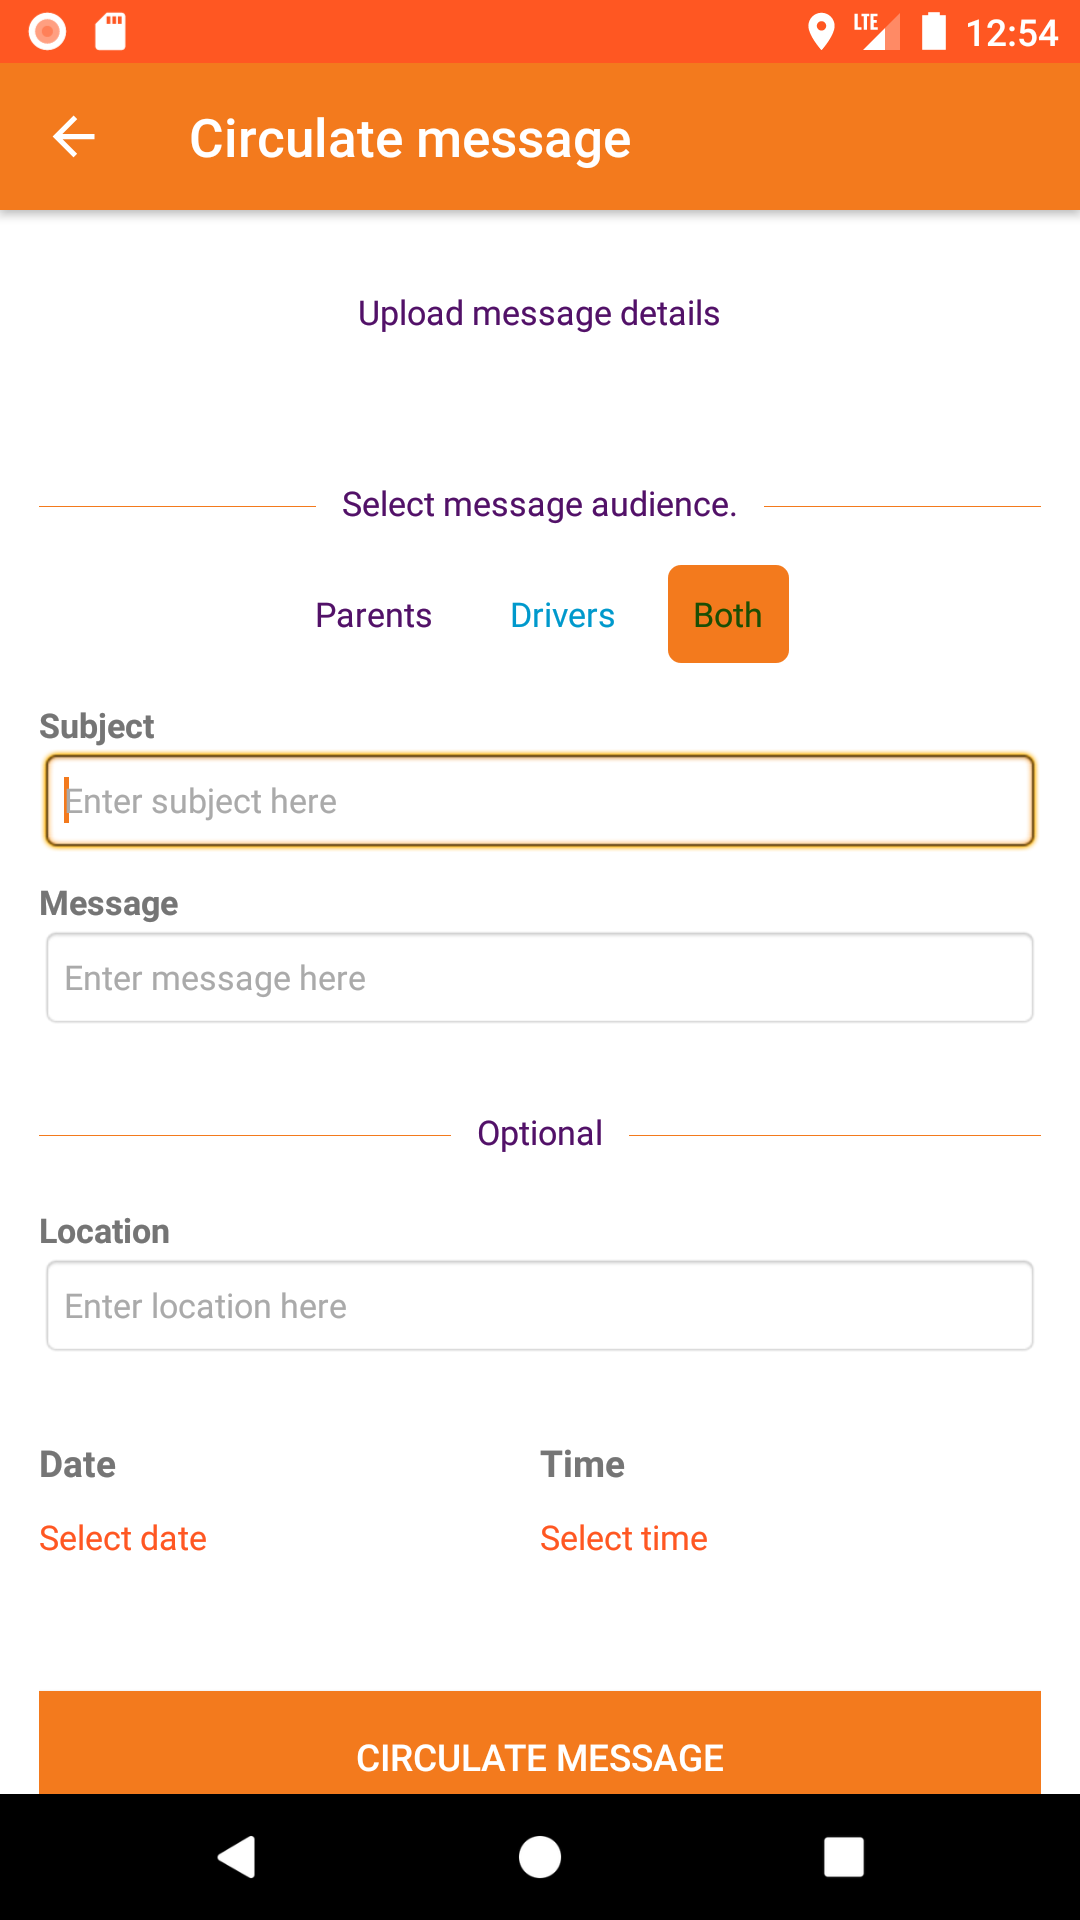 LTE 12:54
Circulate message
Upload message details
Select message audience.
Parents Drivers Both
Subject
Enter subject here
Message
Enter message here
Optional
Location
Enter location here
Date Time
Select date Select time
CIRCULATE MESSAGE